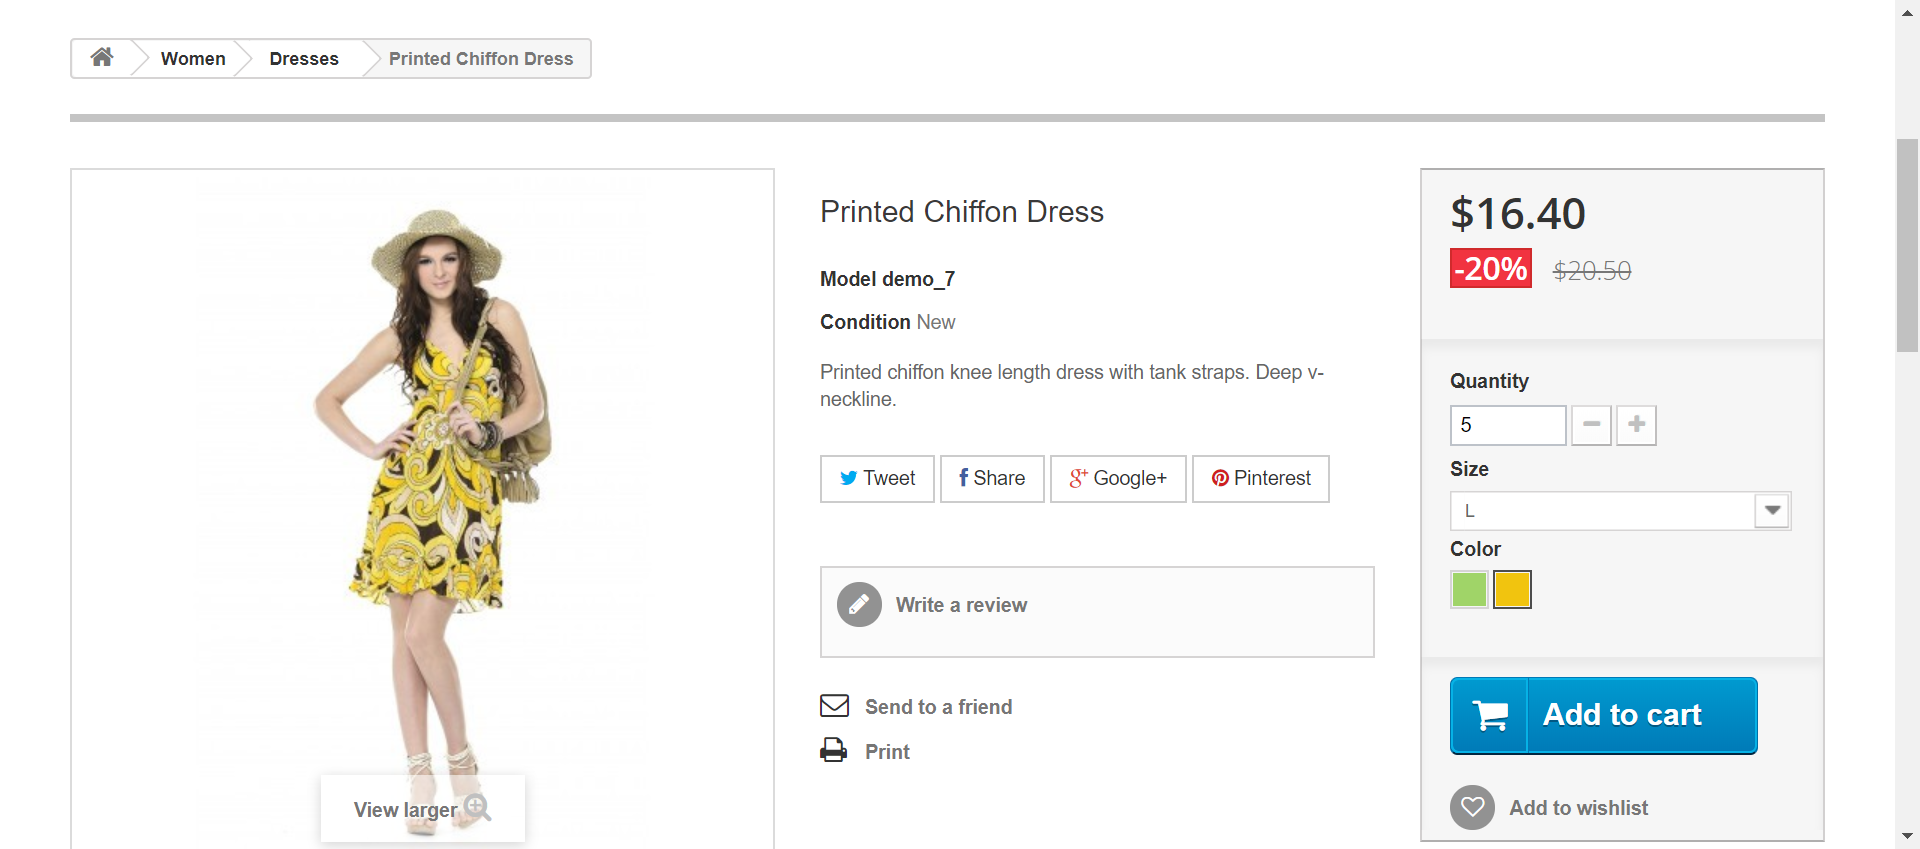 Women
Dresses
Printed Chiffon Dress
Printed Chiffon Dress
Model demo_7
Condition New
Printed chiffon knee length dress with tank straps. Deep v-
neckline.
Tweet
Share
Google+
Pinterest
Write a review
Send to a friend
Print
View larger
$16.40
-20% $20.50
Quantity
5
Size
L
Color
Add to cart
Add to wishlist